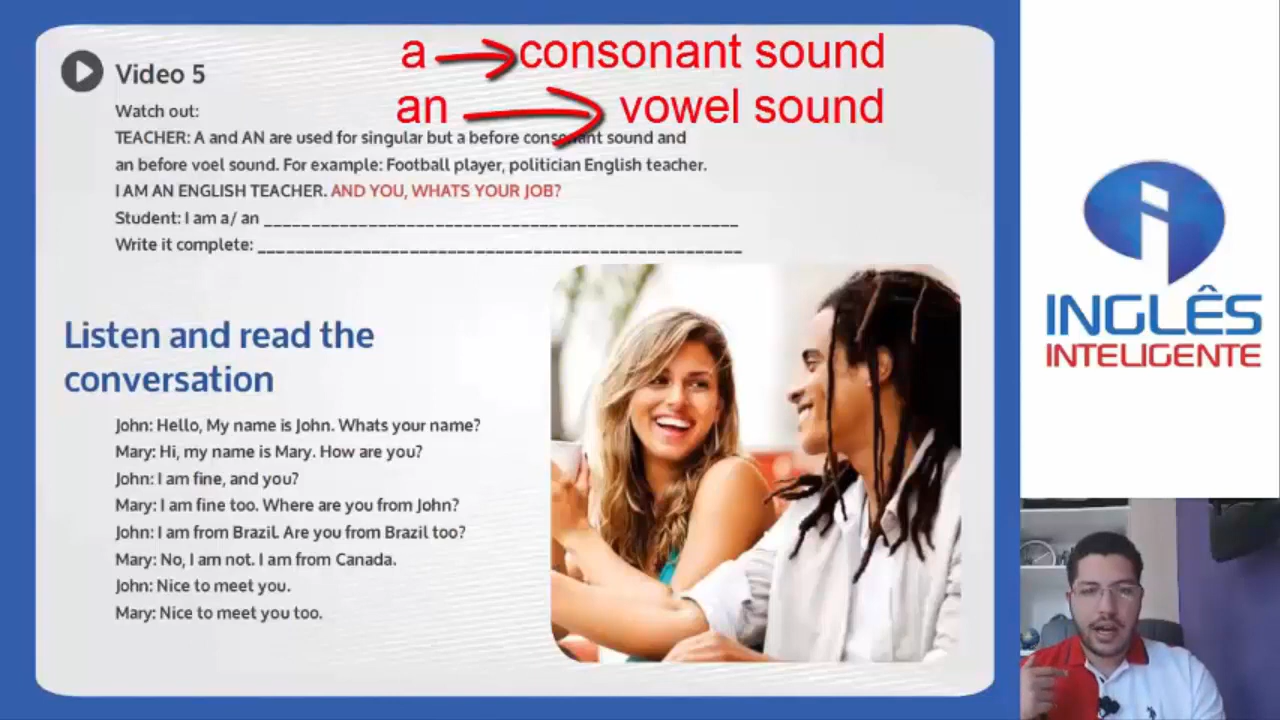 a → consonant sound
an → vowel sound
Video 5
Watch out:
TEACHER: A and AN are used for singular but a before consonant sound and
an before voel sound. For example: Football player, politician English teacher.
I AM AN ENGLISH TEACHER. AND YOU, WHATS YOUR JOB?
Student: I am a/ an ________________________________________________
Write it complete: ________________________________________________
Listen and read the
conversation
John: Hello, My name is John. Whats your name?
Mary: Hi, my name is Mary. How are you?
John: I am fine, and you?
Mary: I am fine too. Where are you from John?
John: I am from Brazil. Are you from Brazil too?
Mary: No, I am not. I am from Canada.
John: Nice to meet you.
Mary: Nice to meet you too.
INGLÊS
INTELIGENTE